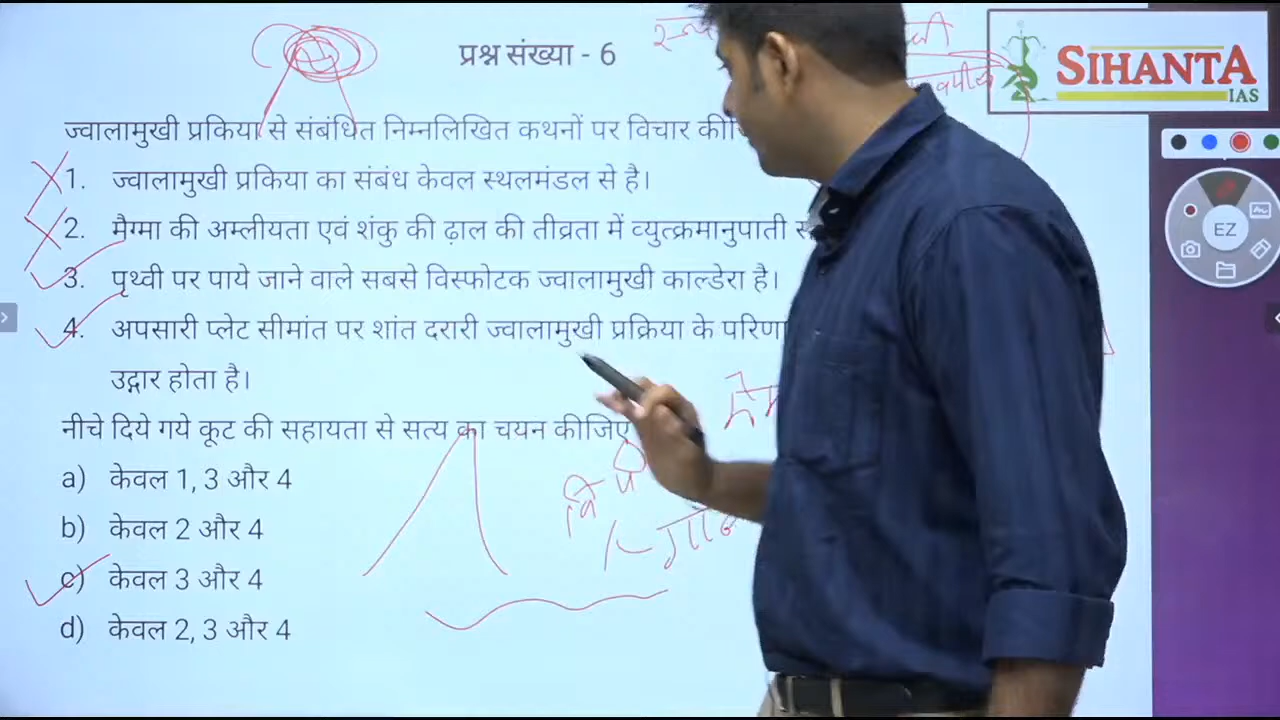 प्रश्न संख्या - 6
SIHANTA
IAS
ज्वालामुखी प्रकिया से संबंधित निम्नलिखित कथनों पर विचार
1. ज्वालामुखी प्रकिया का संबंध केवल स्थलमंडल से है।
2. मैग्मा की अम्लीयता एवं शंकु की ढ़ाल की तीव्रता में व्युत्क्रमानुपाती
3. पृथ्वी पर पाये जाने वाले सबसे विस्फोटक ज्वालामुखी काल्डेरा है।
4. अपसारी प्लेट सीमांत पर शांत दरारी ज्वालामुखी प्रक्रिया के
उद्गार होता है।
नीचे दिये गये कूट की सहायता से सत्य का चयन कीजिए
a) केवल 1, 3 और 4
b) केवल 2 और 4
c) केवल 3 और 4
d) केवल 2, 3 और 4
EZ